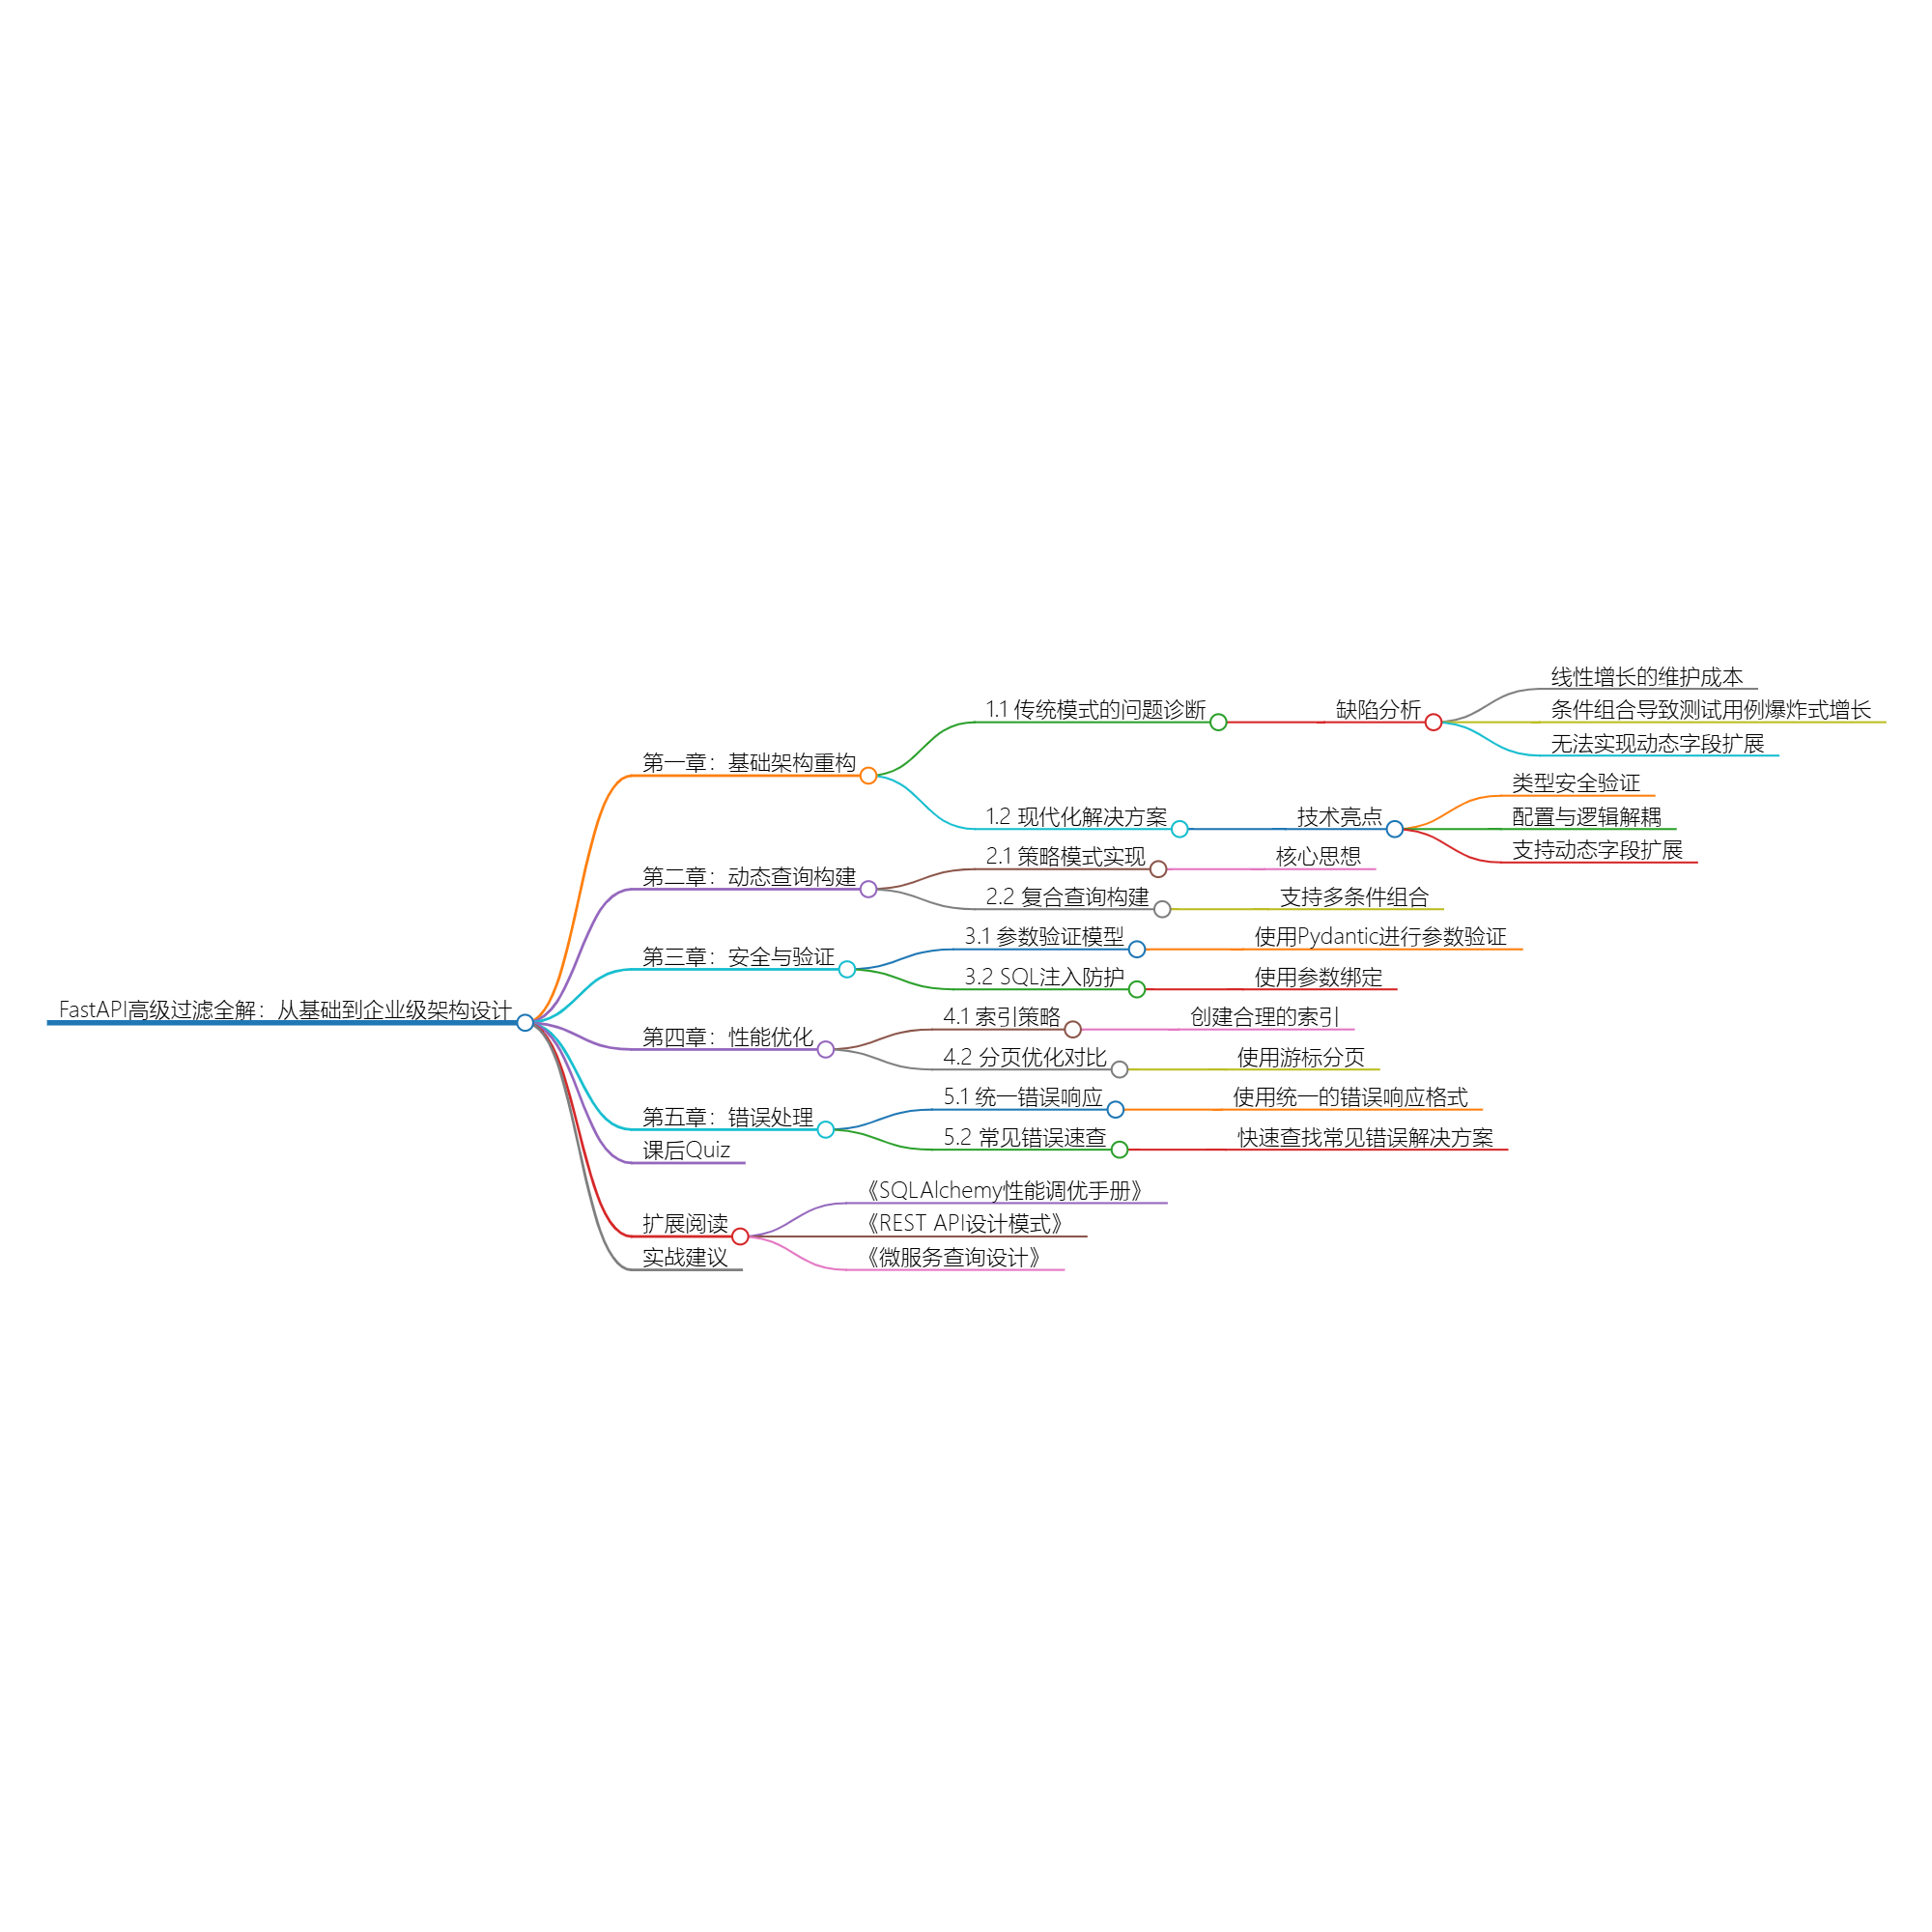 FastAPI高级过滤全解：从基础到企业级架构设计
第一章：基础架构重构
1.1 传统模式的问题诊断
缺陷分析
线性增长的维护成本
条件组合导致测试用例爆炸式增长
无法实现动态字段扩展
1.2 现代化解决方案
技术亮点
类型安全验证
配置与逻辑解耦
支持动态字段扩展
第二章：动态查询构建
2.1 策略模式实现
核心思想
2.2 复合查询构建
支持多条件组合
第三章：安全与验证
3.1 参数验证模型
使用Pydantic进行参数验证
3.2 SQL注入防护
使用参数绑定
第四章：性能优化
4.1 索引策略
创建合理的索引
4.2 分页优化对比
使用游标分页
第五章：错误处理
5.1 统一错误响应
使用统一的错误响应格式
5.2 常见错误速查
快速查找常见错误解决方案
课后Quiz
扩展阅读
《SQLAlchemy性能调优手册》
《REST API设计模式》
《微服务查询设计》
实战建议